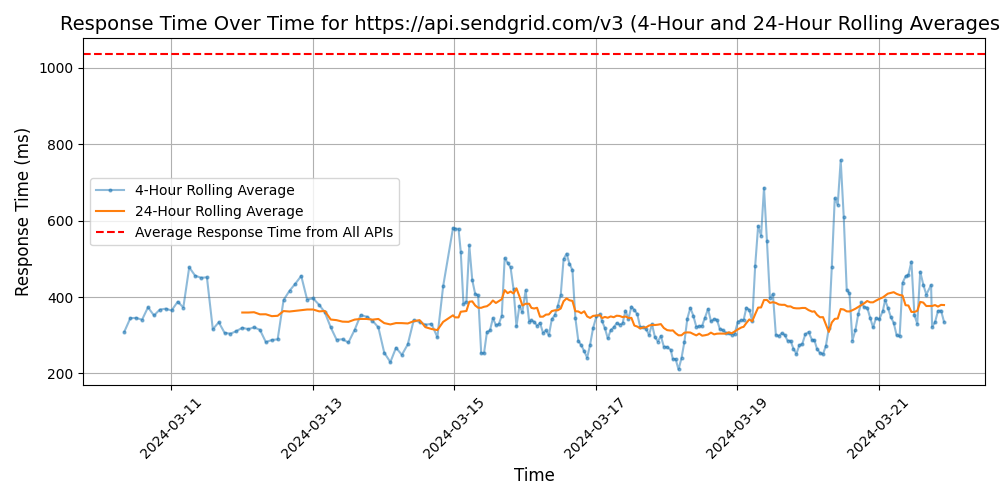 Response Time Over Time for https://api.sendgrid.com/v3 (4-Hour and 24-Hour Rolling Averages
Response Time (ms)
1000
800
600
400
200
4-Hour Rolling Average
24-Hour Rolling Average
Average Response Time from All APIs
2024-03-11
2024-03-13
2024-03-15
2024-03-17
2024-03-19
2024-03-21
Time